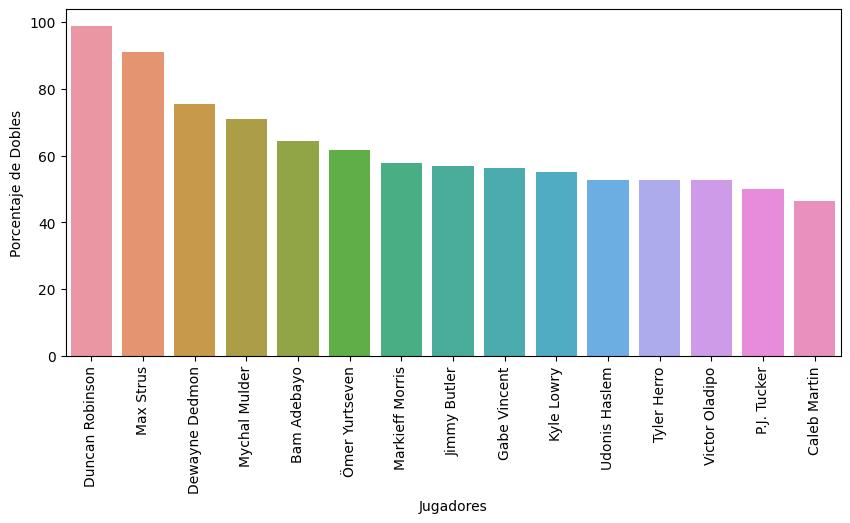 Porcentaje de Dobles
100
80
60
40
20
0
Duncan Robinson
Max Strus
Dewayne Dedmon
Mychal Mulder
Bam Adebayo
Ömer Yurtseven
Markieff Morris
Jimmy Butler
Gabe Vincent
Kyle Lowry
Udonis Haslem
Tyler Herro
Victor Oladipo
P.J. Tucker
Caleb Martin
Jugadores